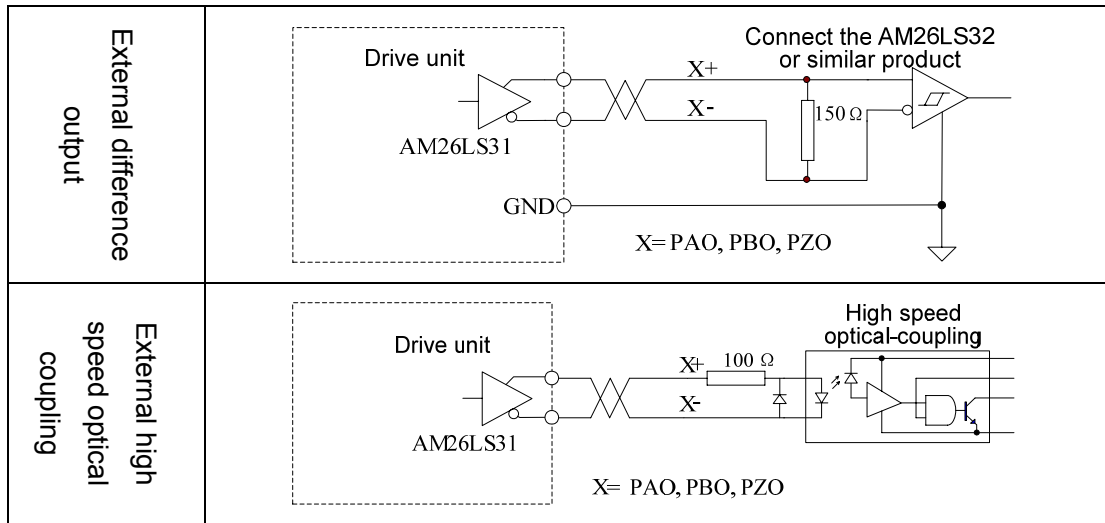 External difference
output
Drive unit
AM26LS31
X+
X-
Connect the AM26LS32
or similar product
150 Ω
GND
X= PAO, PBO, PZO
External high
speed optical
coupling
Drive unit
AM26LS31
X+
X-
100 Ω
High speed
optical-coupling
X= PAO, PBO, PZO